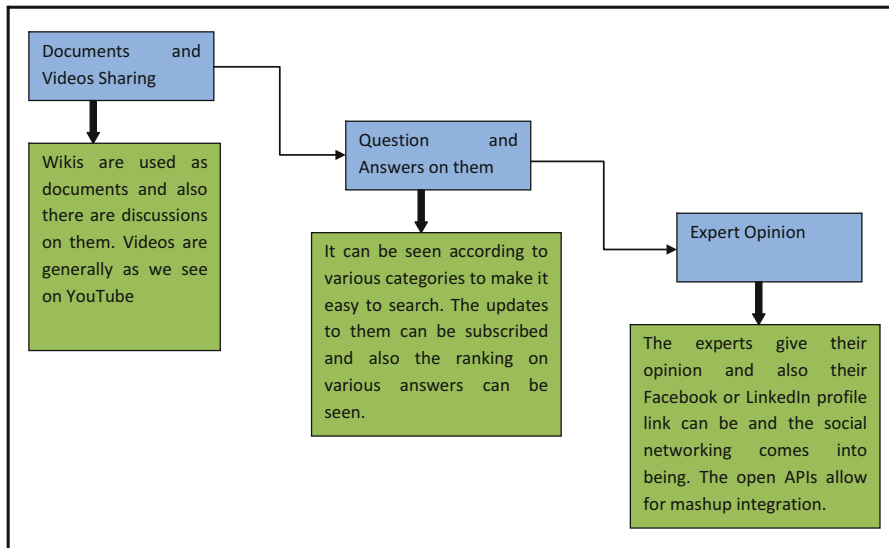 Documents and
Videos Sharing
Wikis are used as
documents and also
there are discussions
on them. Videos are
generally as we see
on YouTube
Question and
Answers on them
It can be seen according to
various categories to make it
easy to search. The updates
to them can be subscribed
and also the ranking on
various answers can be
seen.
Expert Opinion
The experts give their
opinion and also their
Facebook or LinkedIn profile
link can be and the social
networking comes into
being. The open APIs allow
for mashup integration.